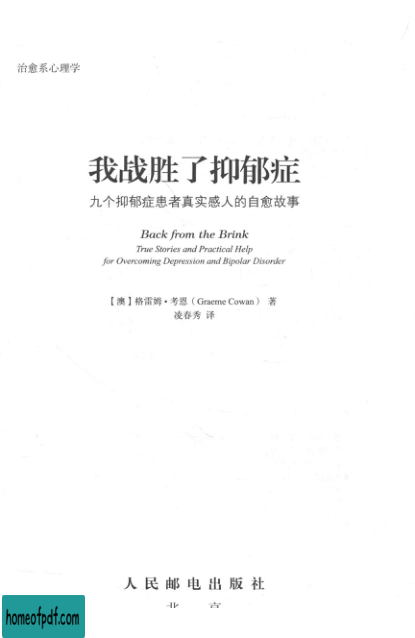 治愈系心理学
我战胜了抑郁症
九个抑郁症患者真实感人的自愈故事
Back from the Brink
True Stories and Practical Help
for Overcoming Depression and Bipolar Disorder
【澳】格雷姆·考恩（Graeme Cowan） 著
凌春秀 译
人民邮电出版社
北 京
homeofpdf.com